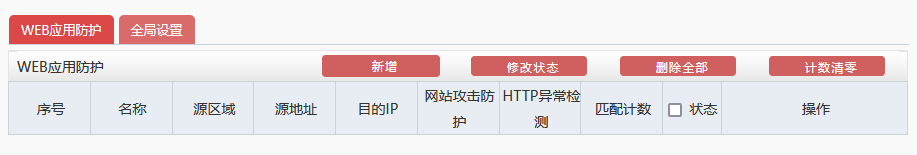 WEB应用防护 全局设置
WEB应用防护 新增 修改状态 删除全部 计数清零
序号 名称 源区域 源地址 目的IP 网站攻击防护 HTTP异常检测 匹配计数 状态 操作